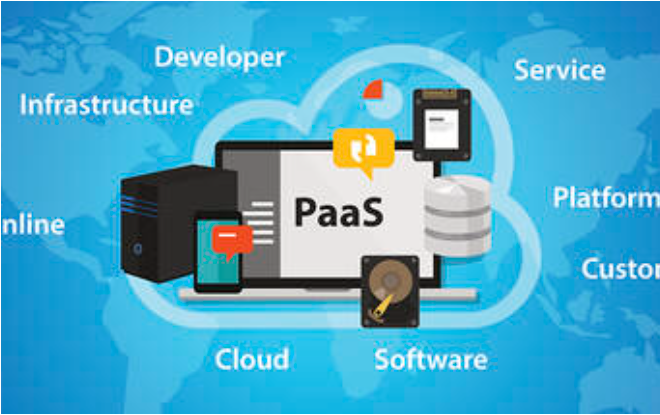 Developer
Service
Infrastructure
PaaS
Platform
nline
Custo
Cloud
Software